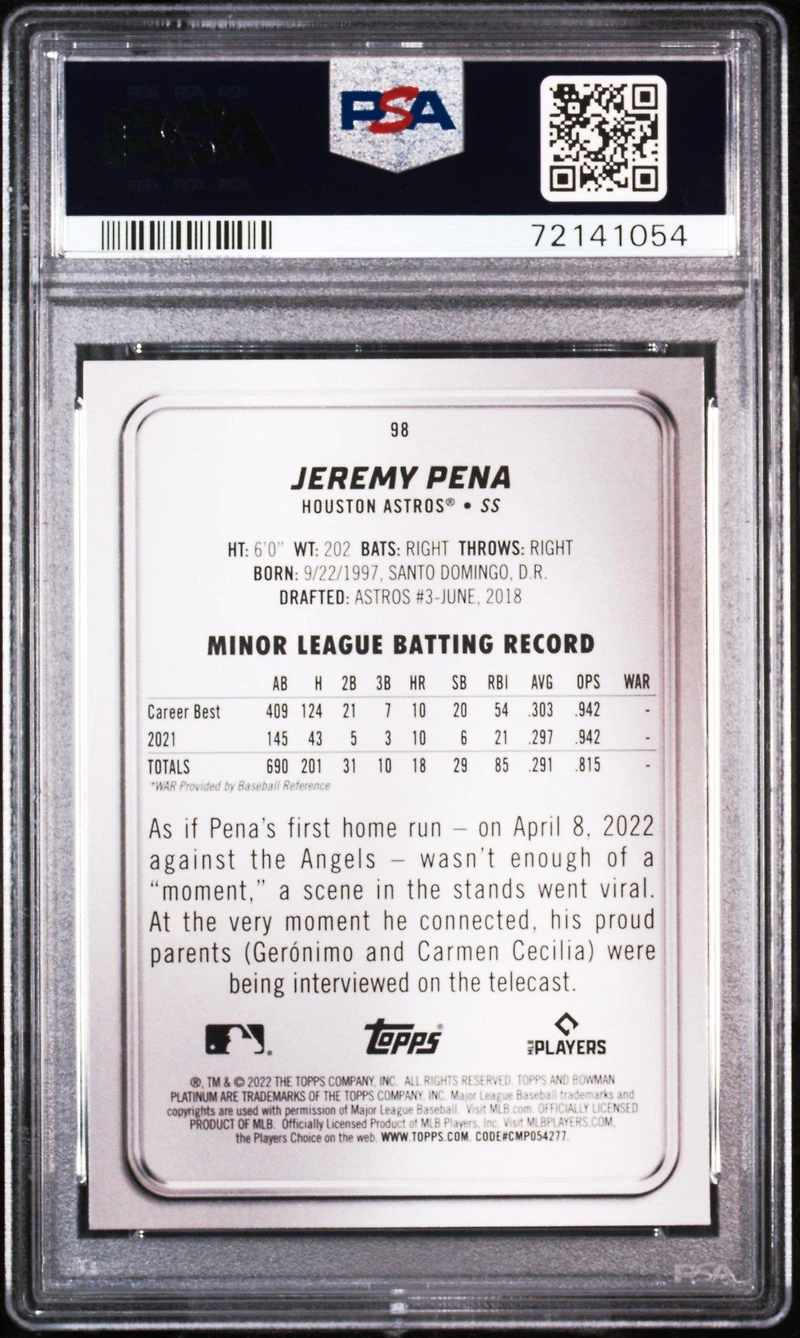 PSA
72141054
98
JEREMY PENA
HOUSTON ASTROS® • SS
HT: 6'0" WT: 202 BATS: RIGHT THROWS: RIGHT
BORN: 9/22/1997, SANTO DOMINGO, D.R.
DRAFTED: ASTROS #3-JUNE, 2018
MINOR LEAGUE BATTING RECORD
AB H 2B 3B HR SB RBI AVG OPS WAR
Career Best 409 124 21 7 10 20 54 .303 .942 -
2021 145 43 5 3 10 6 21 .297 .942 -
TOTALS 690 201 31 10 18 29 85 .291 .815 -
*WAR Provided by Baseball Reference
As if Pena's first home run – on April 8, 2022
against the Angels – wasn't enough of a
“moment,” a scene in the stands went viral.
At the very moment he connected, his proud
parents (Gerónimo and Carmen Cecilia) were
being interviewed on the telecast.
Topps®
MLB PLAYERS
®, TM & © 2022 THE TOPPS COMPANY, INC. ALL RIGHTS RESERVED. TOPPS AND BOWMAN
PLATINUM ARE TRADEMARKS OF THE TOPPS COMPANY, INC. Major League Baseball trademarks and
copyrights are used with permission of Major League Baseball. Visit MLB.com. OFFICIALLY LICENSED
PRODUCT OF MLB. Officially Licensed Product of MLB Players, Inc. Visit MLBPLAYERS.COM,
the Players Choice on the web. WWW.TOPPS.COM. CODE#CMP054277.
PSA